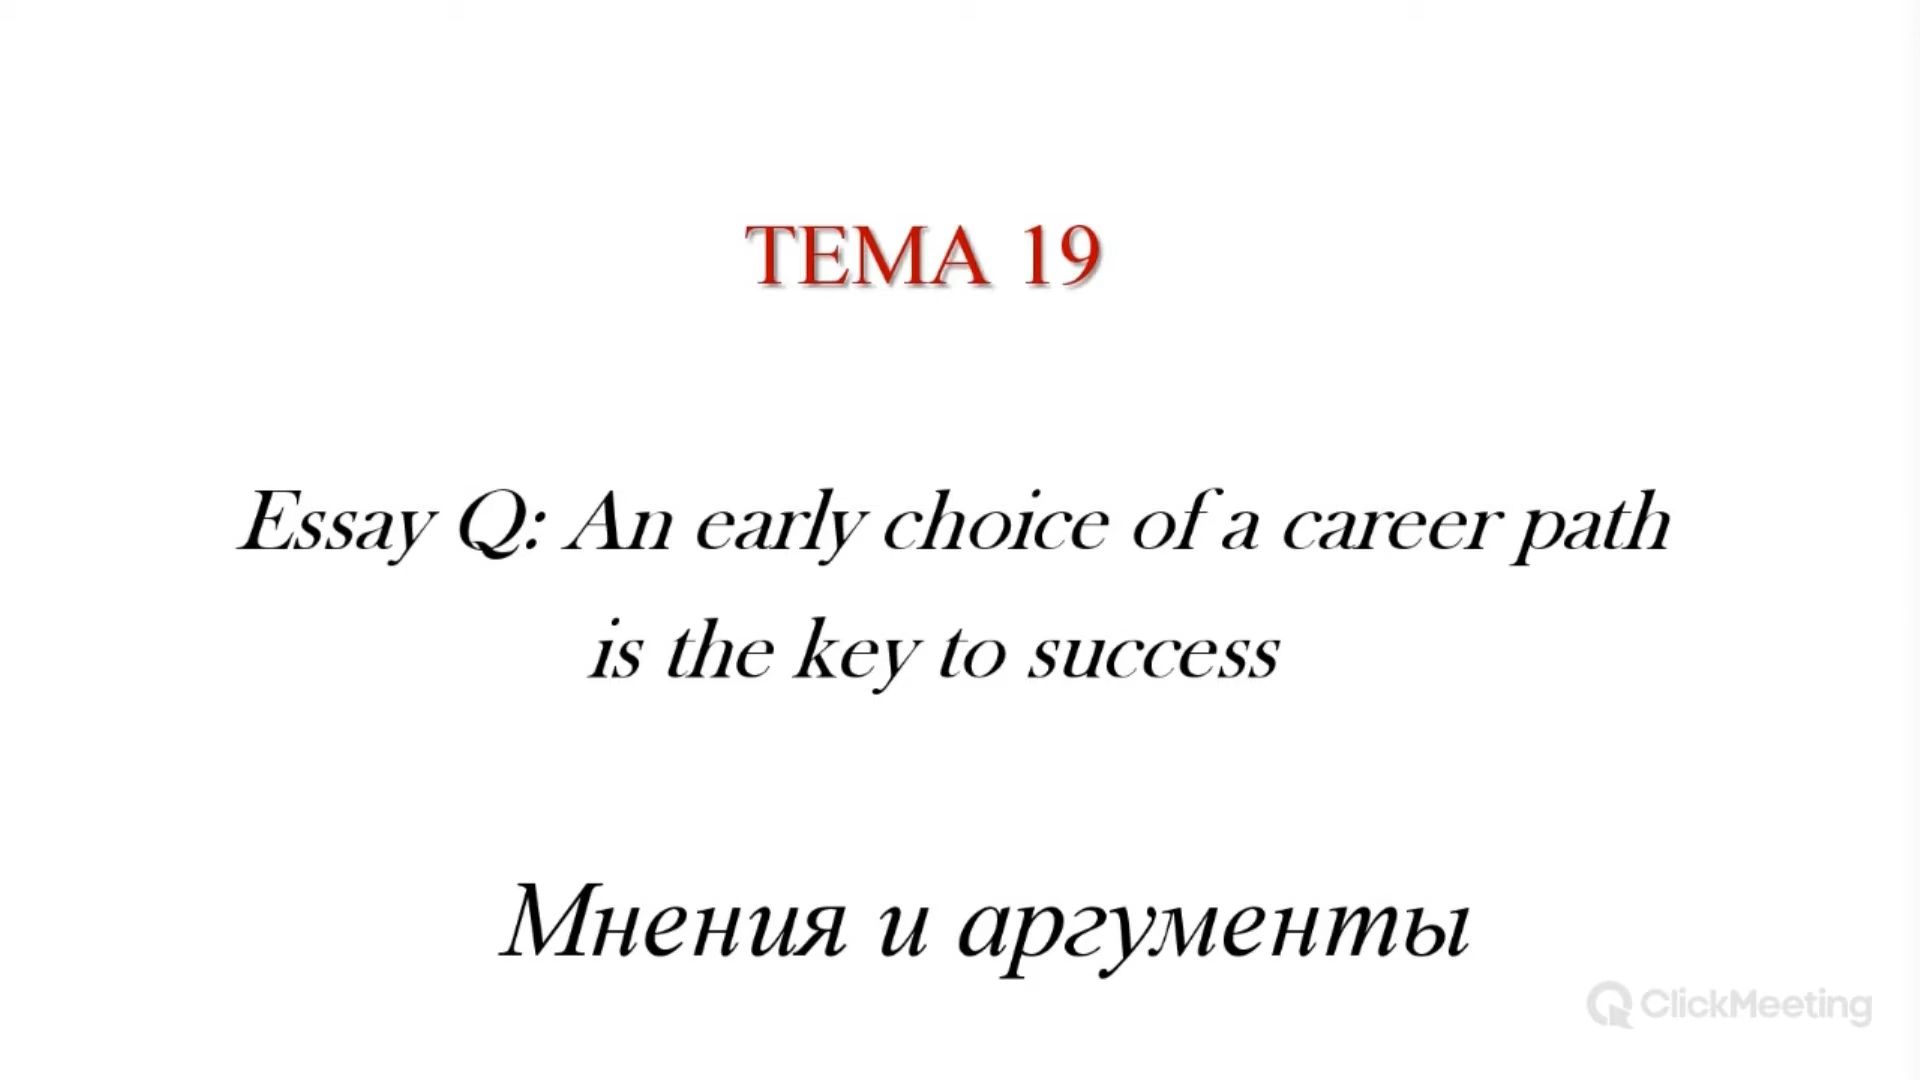 ТЕМА 19
Essay Q: An early choice of a career path
is the key to success
Мнения и аргументы
ClickMeeting